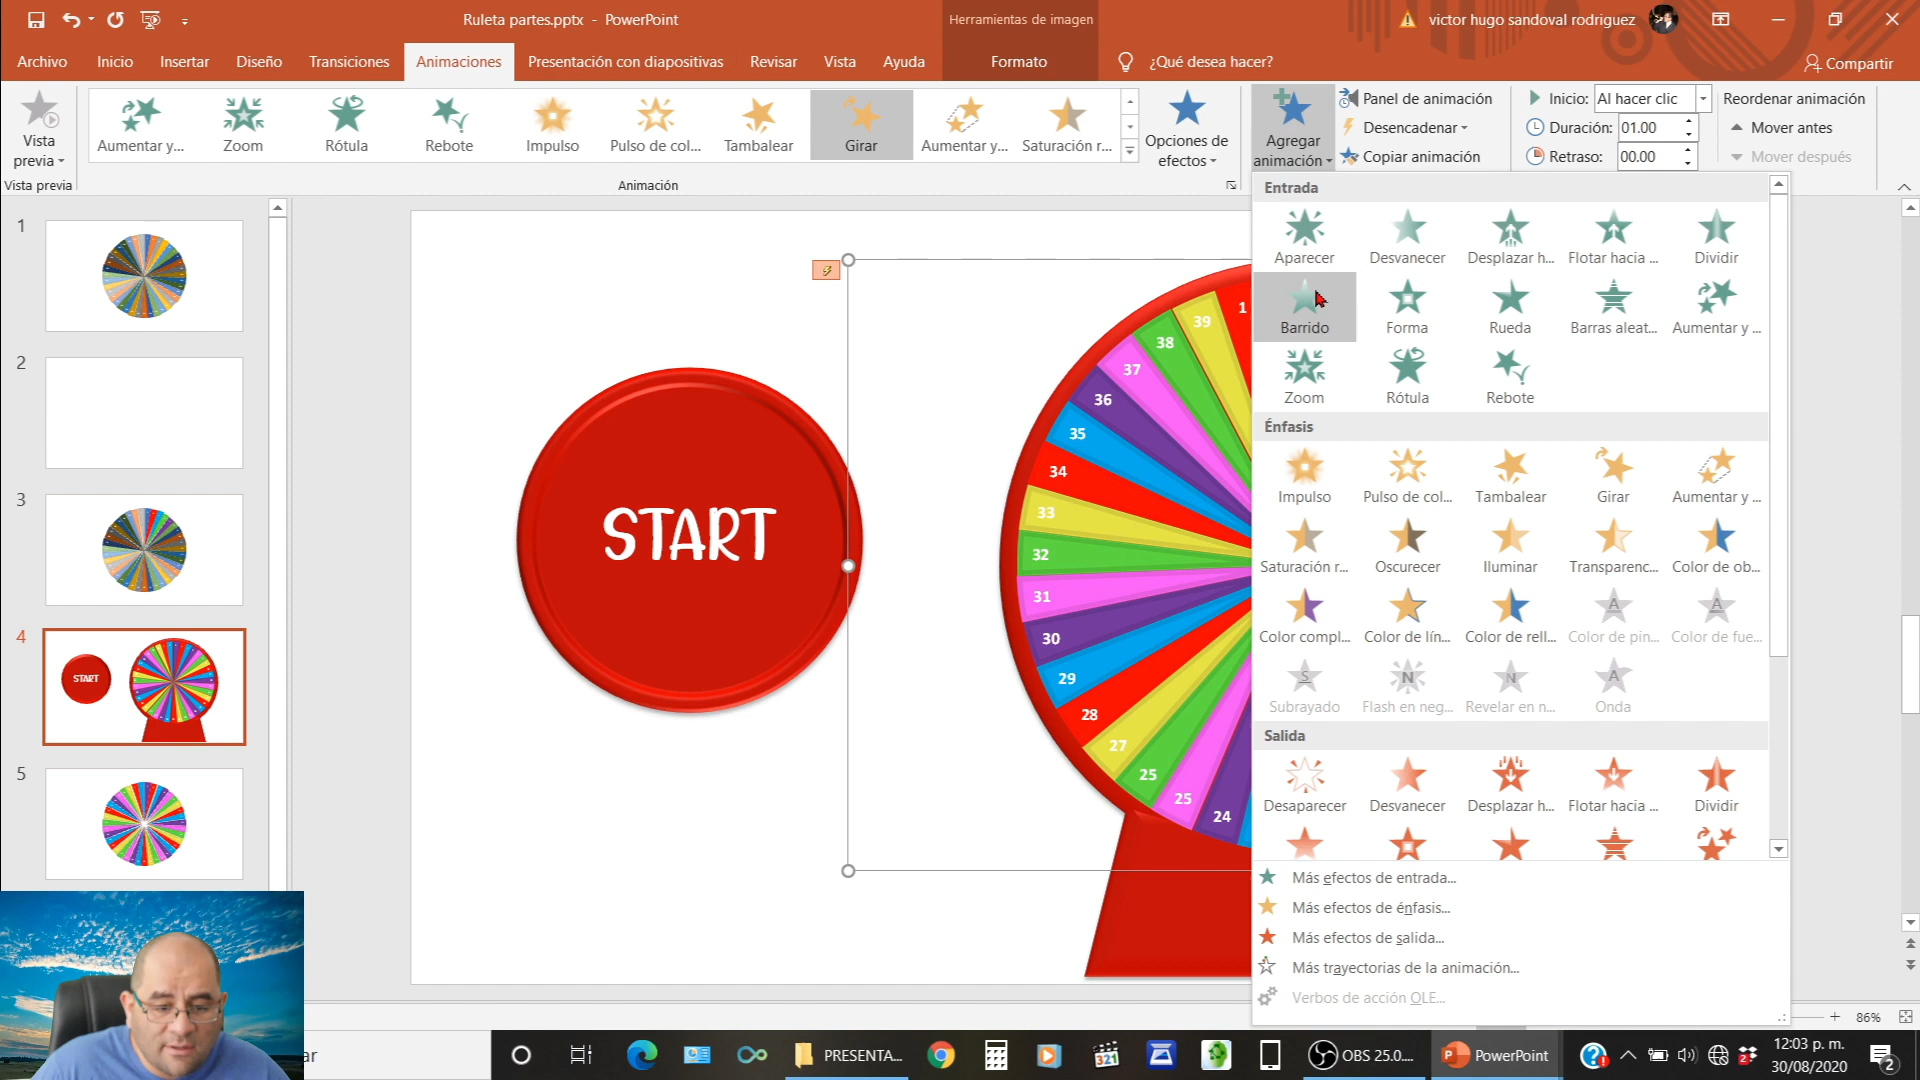 Ruleta partes.pptx - PowerPoint
Herramientas de imagen
victor hugo sandoval rodriguez
Archivo
Inicio
Insertar
Diseño
Transiciones
Animaciones
Presentación con diapositivas
Revisar
Vista
Ayuda
Formato
¿Qué desea hacer?
Compartir
Vista previa
Aumentar y...
Zoom
Rótula
Rebote
Impulso
Pulso de col...
Tambalear
Girar
Aumentar y...
Saturación r...
Opciones de efectos
Agregar animación
Panel de animación
Desencadenar
Copiar animación
Inicio: Al hacer clic
Duración: 01.00
Retraso: 00.00
Reordenar animación
Mover antes
Mover después
Vista previa
Animación
Entrada
Aparecer
Desvanecer
Desplazar h...
Flotar hacia ...
Dividir
Barrido
Forma
Rueda
Barras aleat...
Aumentar y ...
Zoom
Rótula
Rebote
Énfasis
Impulso
Pulso de col...
Tambalear
Girar
Aumentar y ...
Saturación r...
Oscurecer
Iluminar
Transparenc...
Color de ob...
Color compl...
Color de lín...
Color de rell...
Color de pin...
Color de fue...
Subrayado
Flash en neg...
Revelar en n...
Onda
Salida
Desaparecer
Desvanecer
Desplazar h...
Flotar hacia ...
Dividir
Más efectos de entrada...
Más efectos de énfasis...
Más efectos de salida...
Más trayectorias de la animación...
Verbos de acción OLE...
1
2
3
4
START
5
START
1
39
38
37
36
35
34
33
32
31
30
29
28
27
25
25
24
86%
ar
PRESENTA...
321
OBS 25.0....
PowerPoint
12:03 p. m.
30/08/2020
2